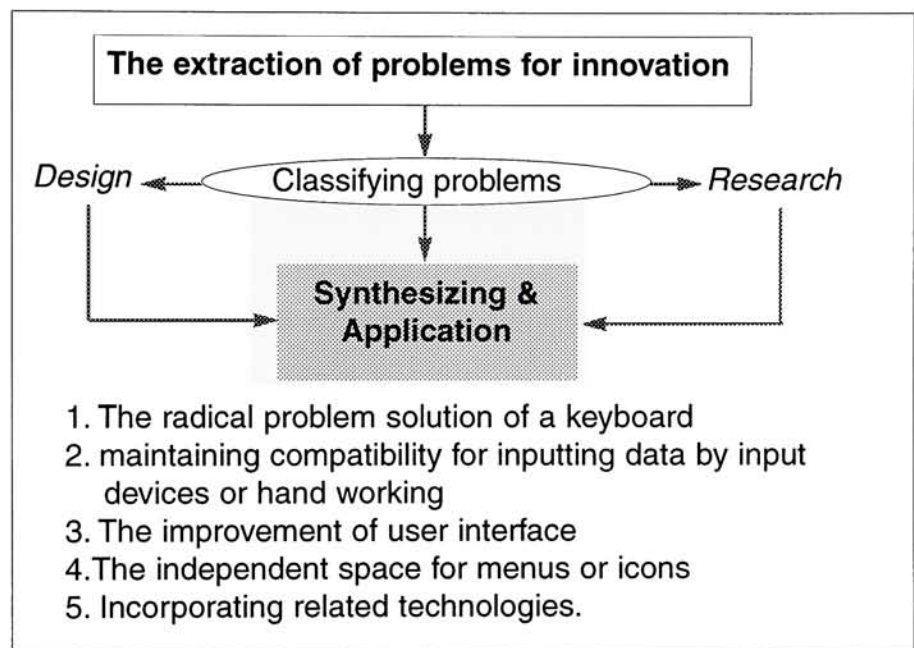 The extraction of problems for innovation
Design Classifying problems Research
Synthesizing &
Application
1. The radical problem solution of a keyboard
2. maintaining compatibility for inputting data by input
devices or hand working
3. The improvement of user interface
4.The independent space for menus or icons
5. Incorporating related technologies.